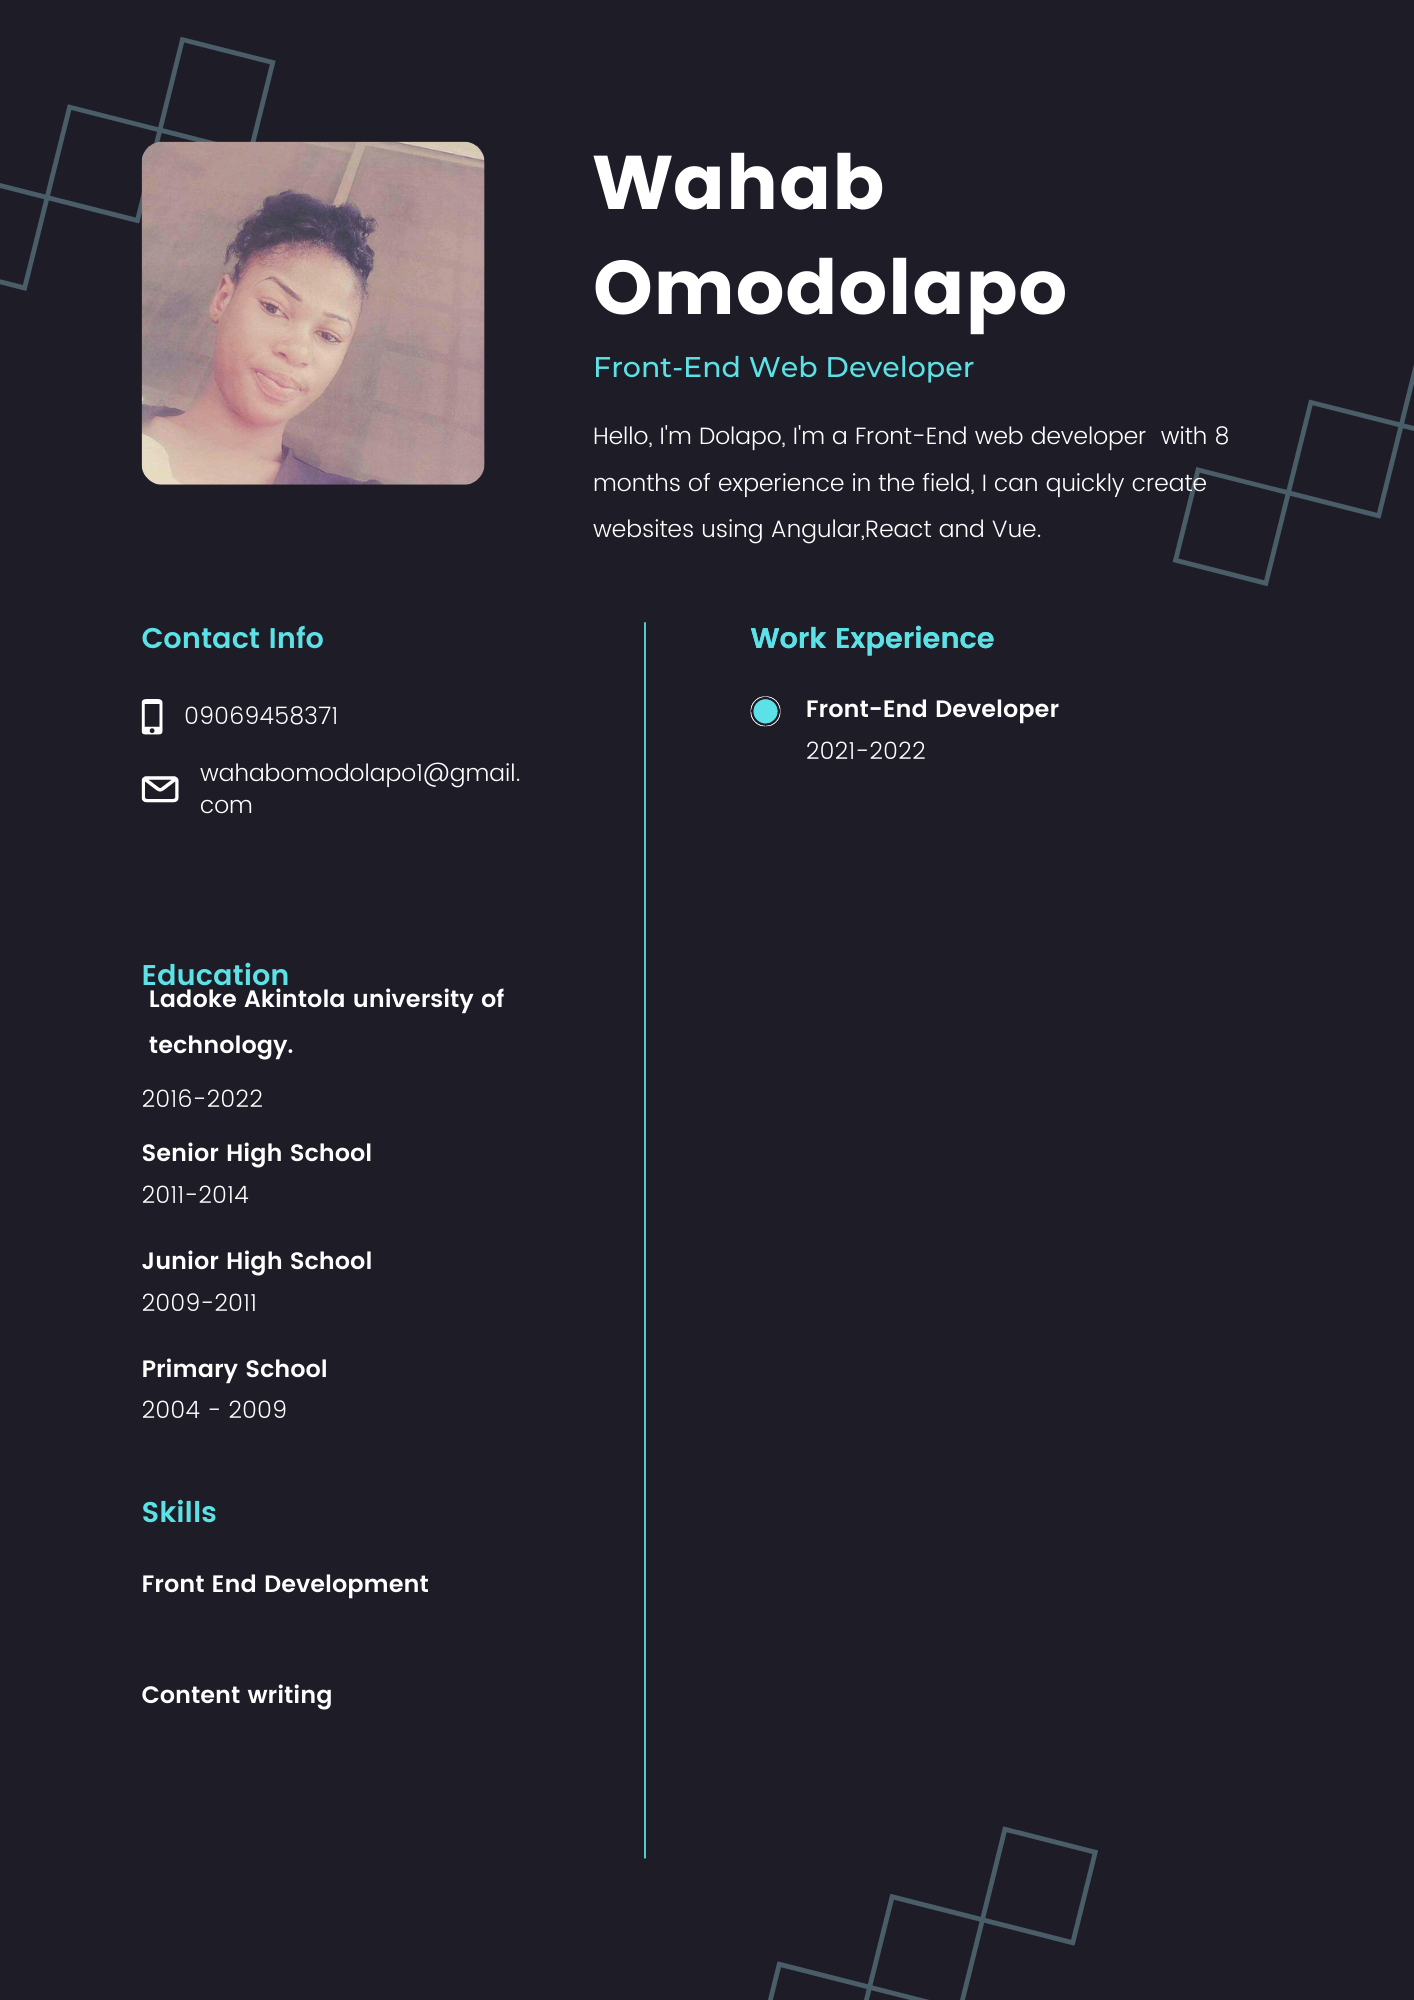 Wahab
Omodolapo
Front-End Web Developer
Hello, I'm Dolapo, I'm a Front-End web developer  with 8
months of experience in the field, I can quickly create
websites using Angular,React and Vue.
Contact Info
09069458371
wahabomodolapo1@gmail.
com
Education
Ladoke Akintola university of
technology.
2016-2022
Senior High School
2011-2014
Junior High School
2009-2011
Primary School
2004 - 2009
Skills
Front End Development
Content writing
Work Experience
Front-End Developer
2021-2022